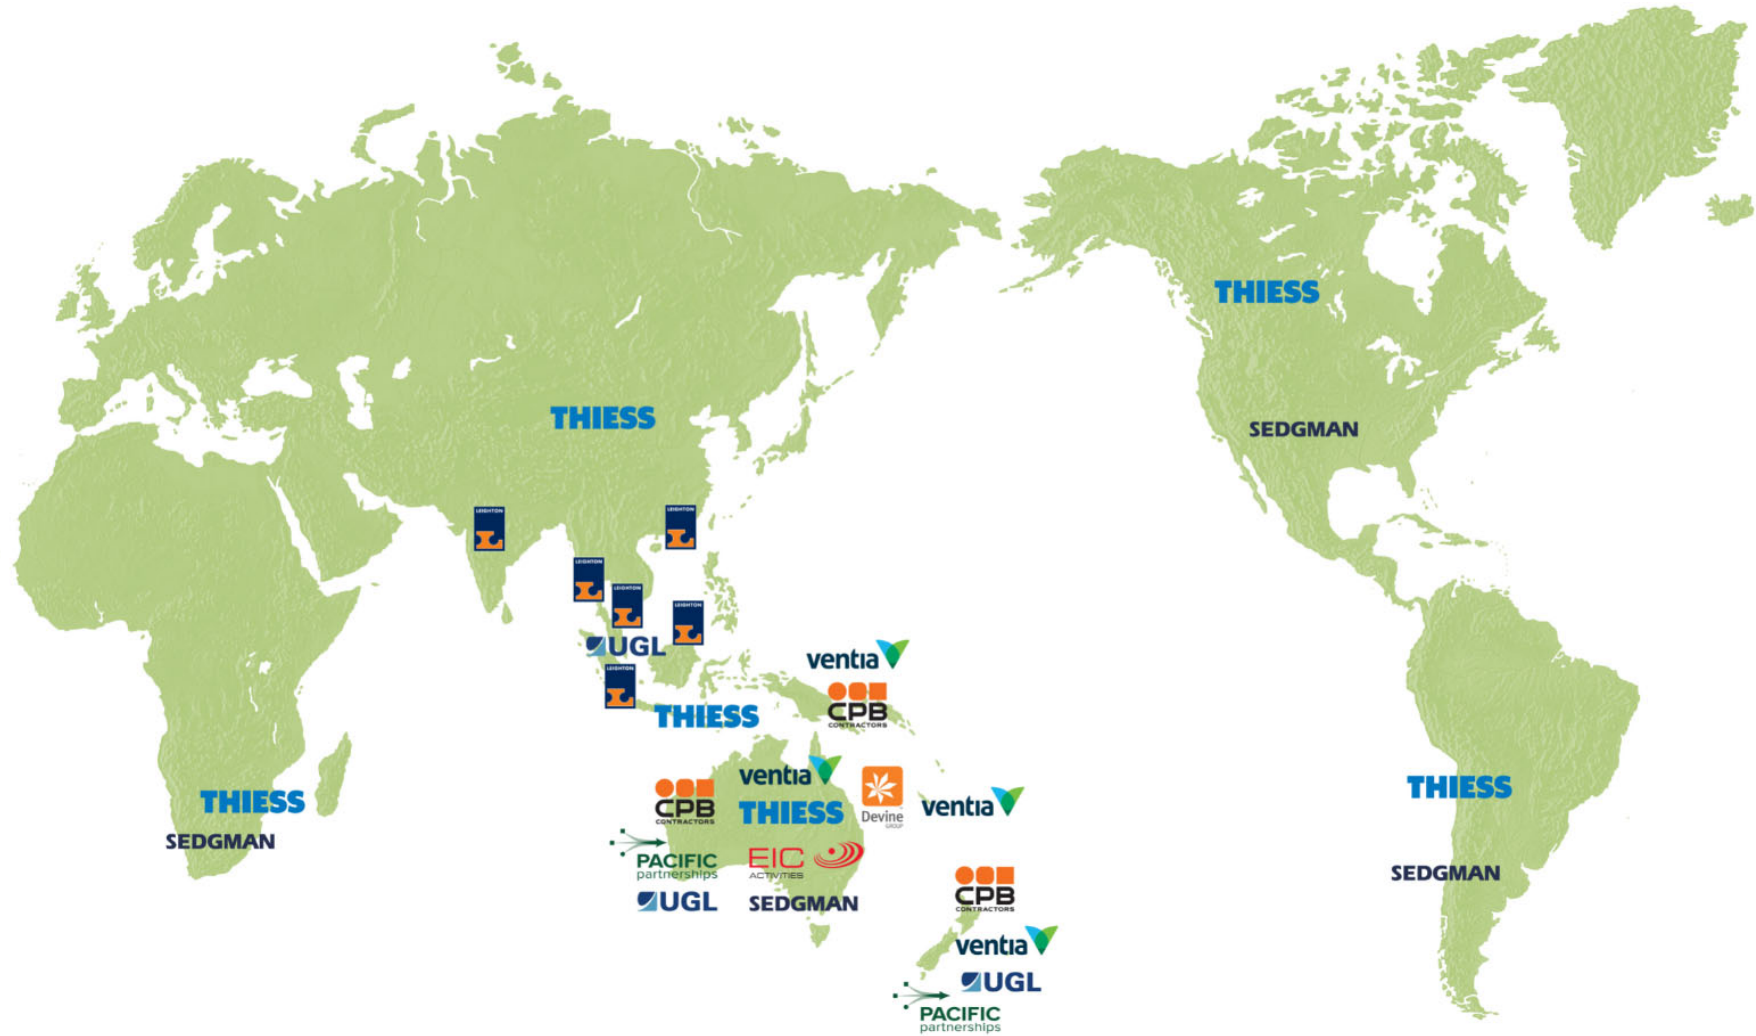 THIESS
SEDGMAN
THIESS
LEIGHTON
LEIGHTON
LEIGHTON
LEIGHTON
LEIGHTON
UGL
LEIGHTON
THIESS
ventia
CPB
CONTRACTORS
THIESS
SEDGMAN
CPB
CONTRACTORS
ventia
THIESS
Devine
GROUP
ventia
PACIFIC
partnerships
EIC
ACTIVITIES
UGL
SEDGMAN
CPB
CONTRACTORS
ventia
UGL
PACIFIC
partnerships
THIESS
SEDGMAN